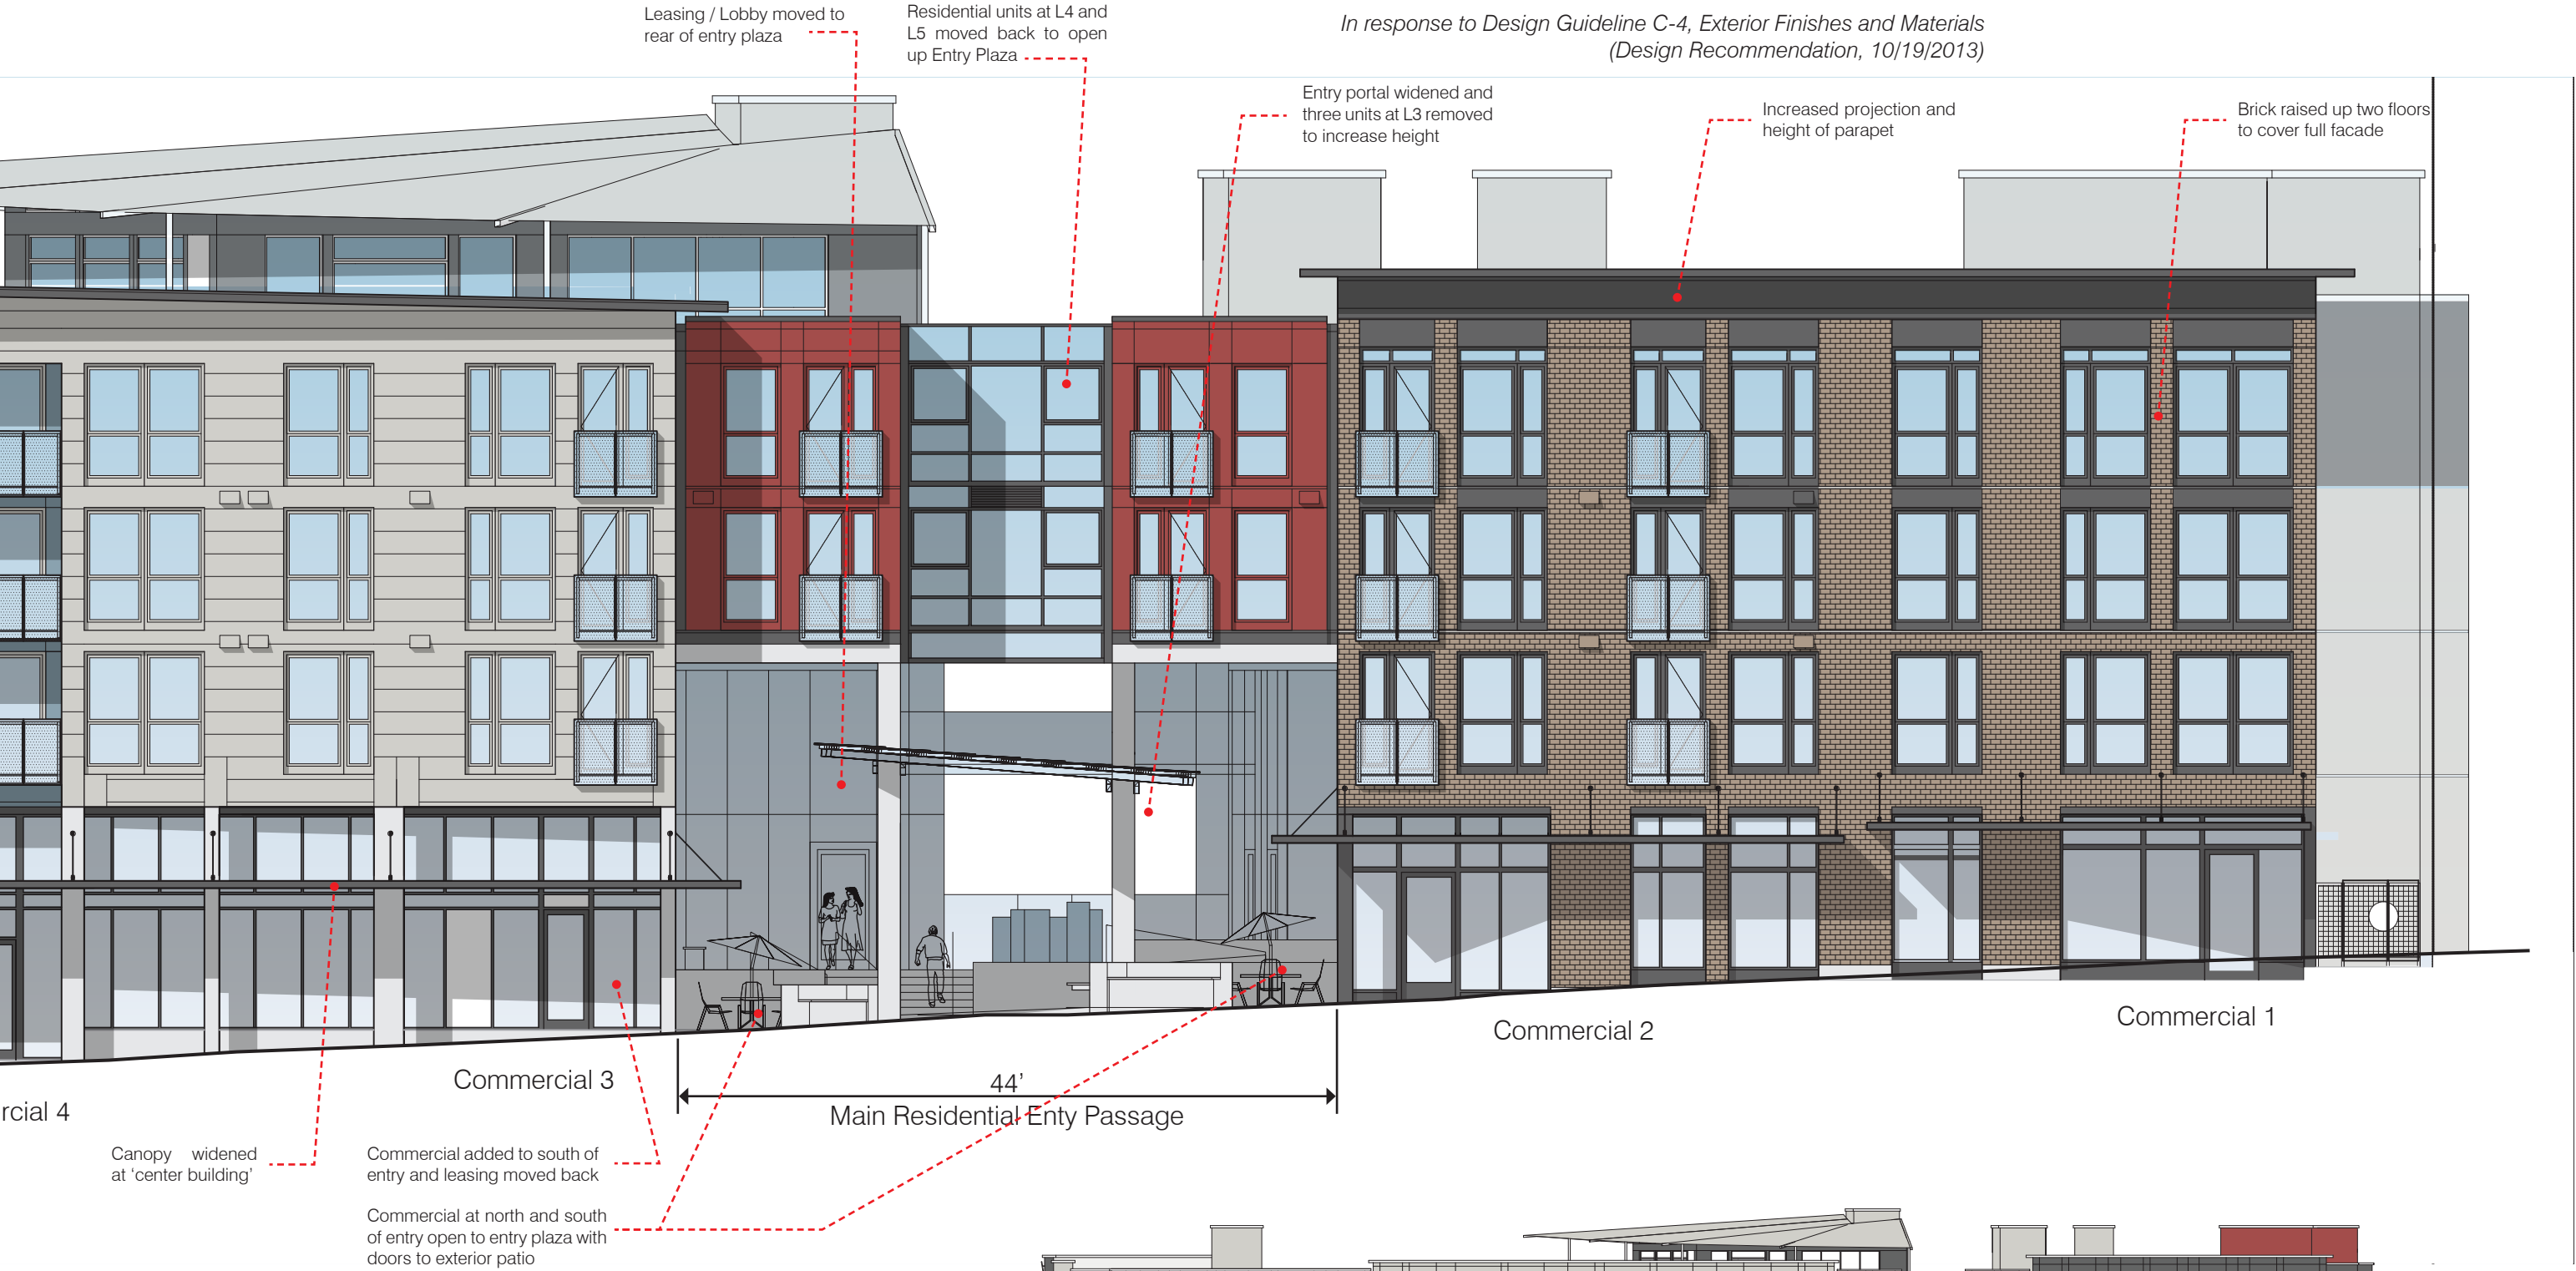 Leasing / Lobby moved to
rear of entry plaza
Residential units at L4 and
L5 moved back to open
up Entry Plaza
In response to Design Guideline C-4, Exterior Finishes and Materials
(Design Recommendation, 10/19/2013)
Entry portal widened and
three units at L3 removed
to increase height
Increased projection and
height of parapet
Brick raised up two floors
to cover full facade
Commercial 1
Commercial 2
Commercial 3
rcial 4
44’
Main Residential Enty Passage
Canopy widened
at ‘center building’
Commercial added to south of
entry and leasing moved back
Commercial at north and south
of entry open to entry plaza with
doors to exterior patio